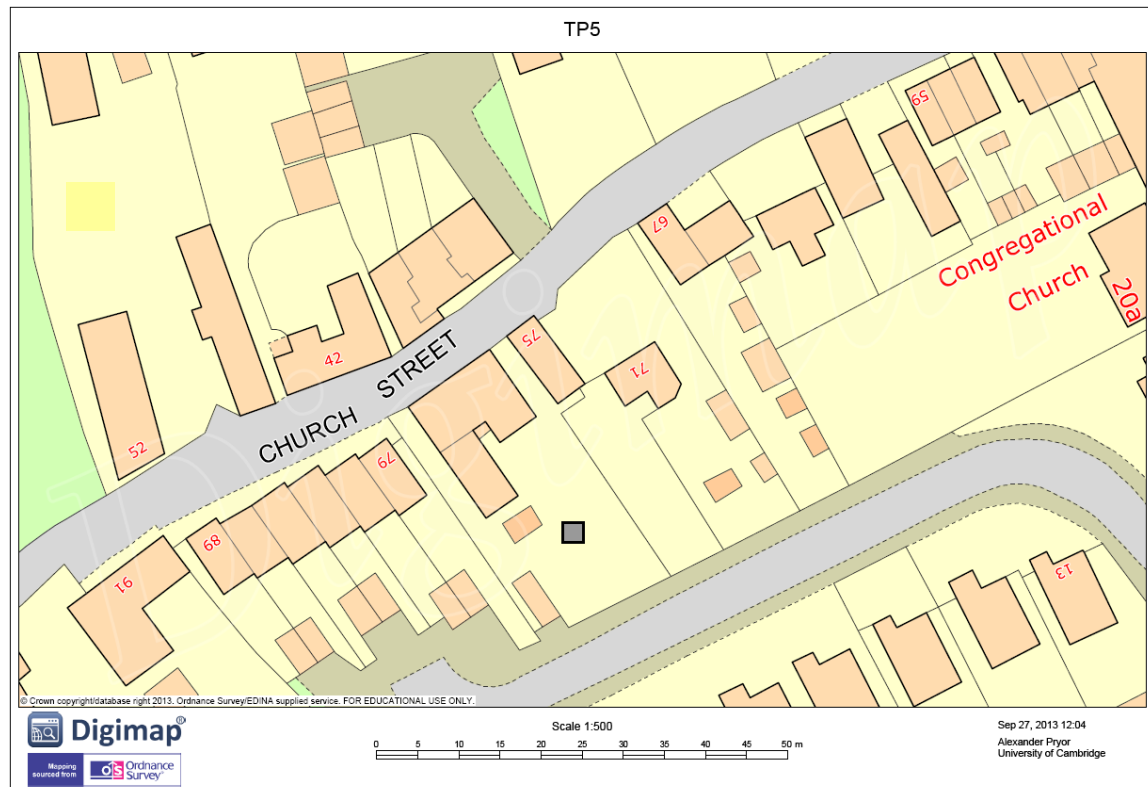 TP5
59
67
Congregational
Church
20a
75
STREET
42
71
CHURCH
52
79
68
91
13
© Crown copyright/database right 2013. Ordnance Survey/EDINA supplied service. FOR EDUCATIONAL USE ONLY.
Digimap®
Mapping
sourced from
Ordnance
Survey
Scale 1:500
0 5 10 15 20 25 30 35 40 45 50 m
Sep 27, 2013 12:04
Alexander Pryor
University of Cambridge
Digimap